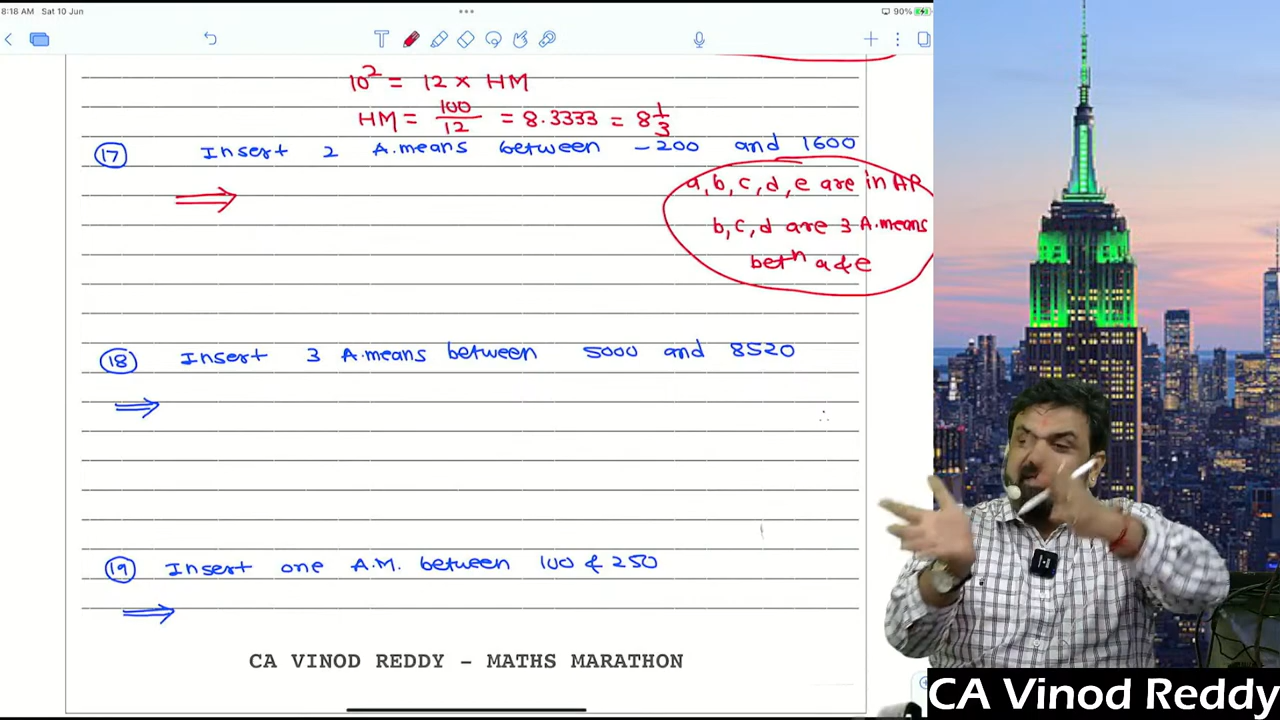 8:18 AM Sat 10 Jun
90%
10² = 12 × HM
HM = 100/12 = 8.3333 = 8 1/3
17 Insert 2 A.means between -200 and 1600
a, b, c, d, e are in AP
b, c, d are 3 A.means
betⁿ a & e
18 Insert 3 A.means between 5000 and 8520
19 Insert one A.M. between 100 & 250
CA VINOD REDDY - MATHS MARATHON
CA Vinod Reddy